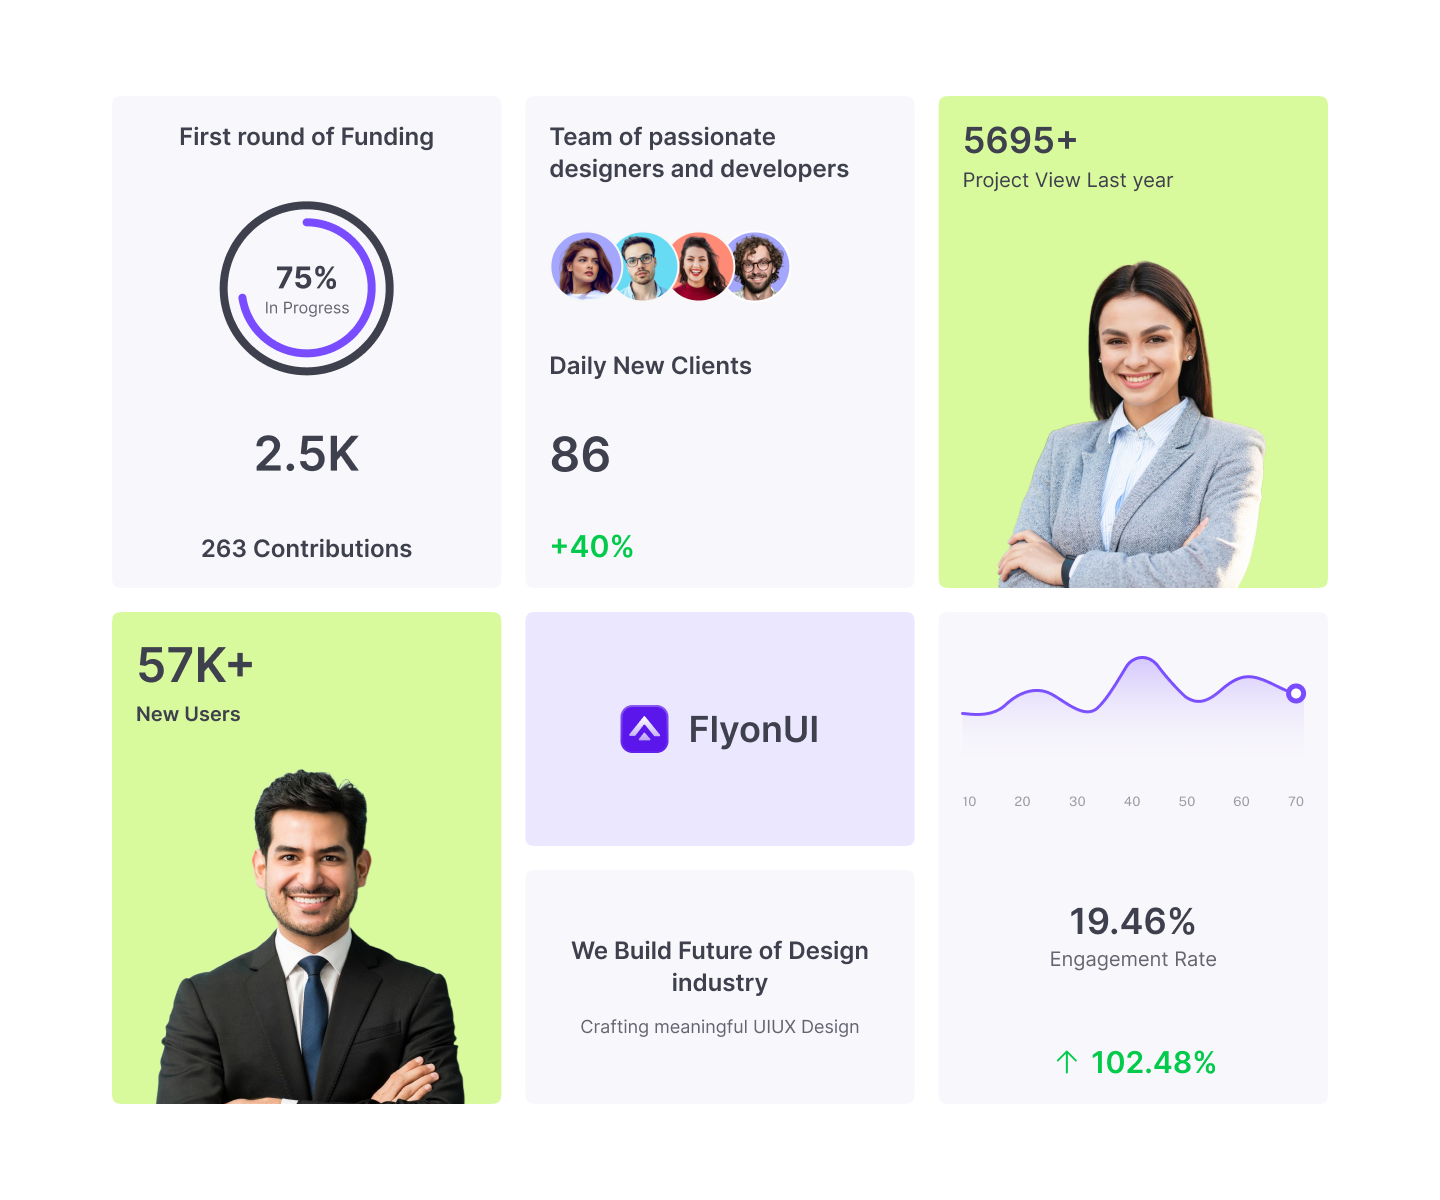 First round of Funding
75%
In Progress
2.5K
263 Contributions
Team of passionate
designers and developers
Daily New Clients
86
+40%
5695+
Project View Last year
57K+
New Users
FlyonUI
We Build Future of Design
industry
Crafting meaningful UIUX Design
10 20 30 40 50 60 70
19.46%
Engagement Rate
↑ 102.48%